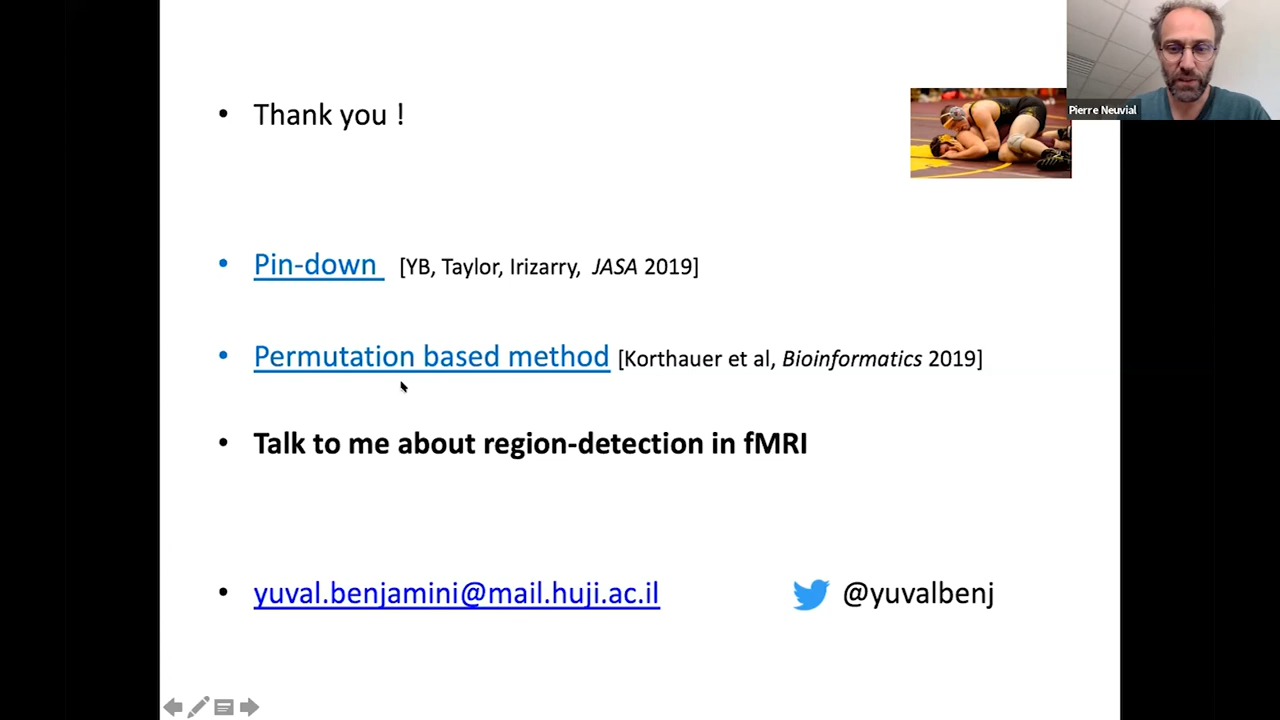 Thank you !
Pierre Neuvial
Pin-down [YB, Taylor, Irizarry, JASA 2019]
Permutation based method [Korthauer et al, Bioinformatics 2019]
Talk to me about region-detection in fMRI
yuval.benjamini@mail.huji.ac.il @yuvalbenj